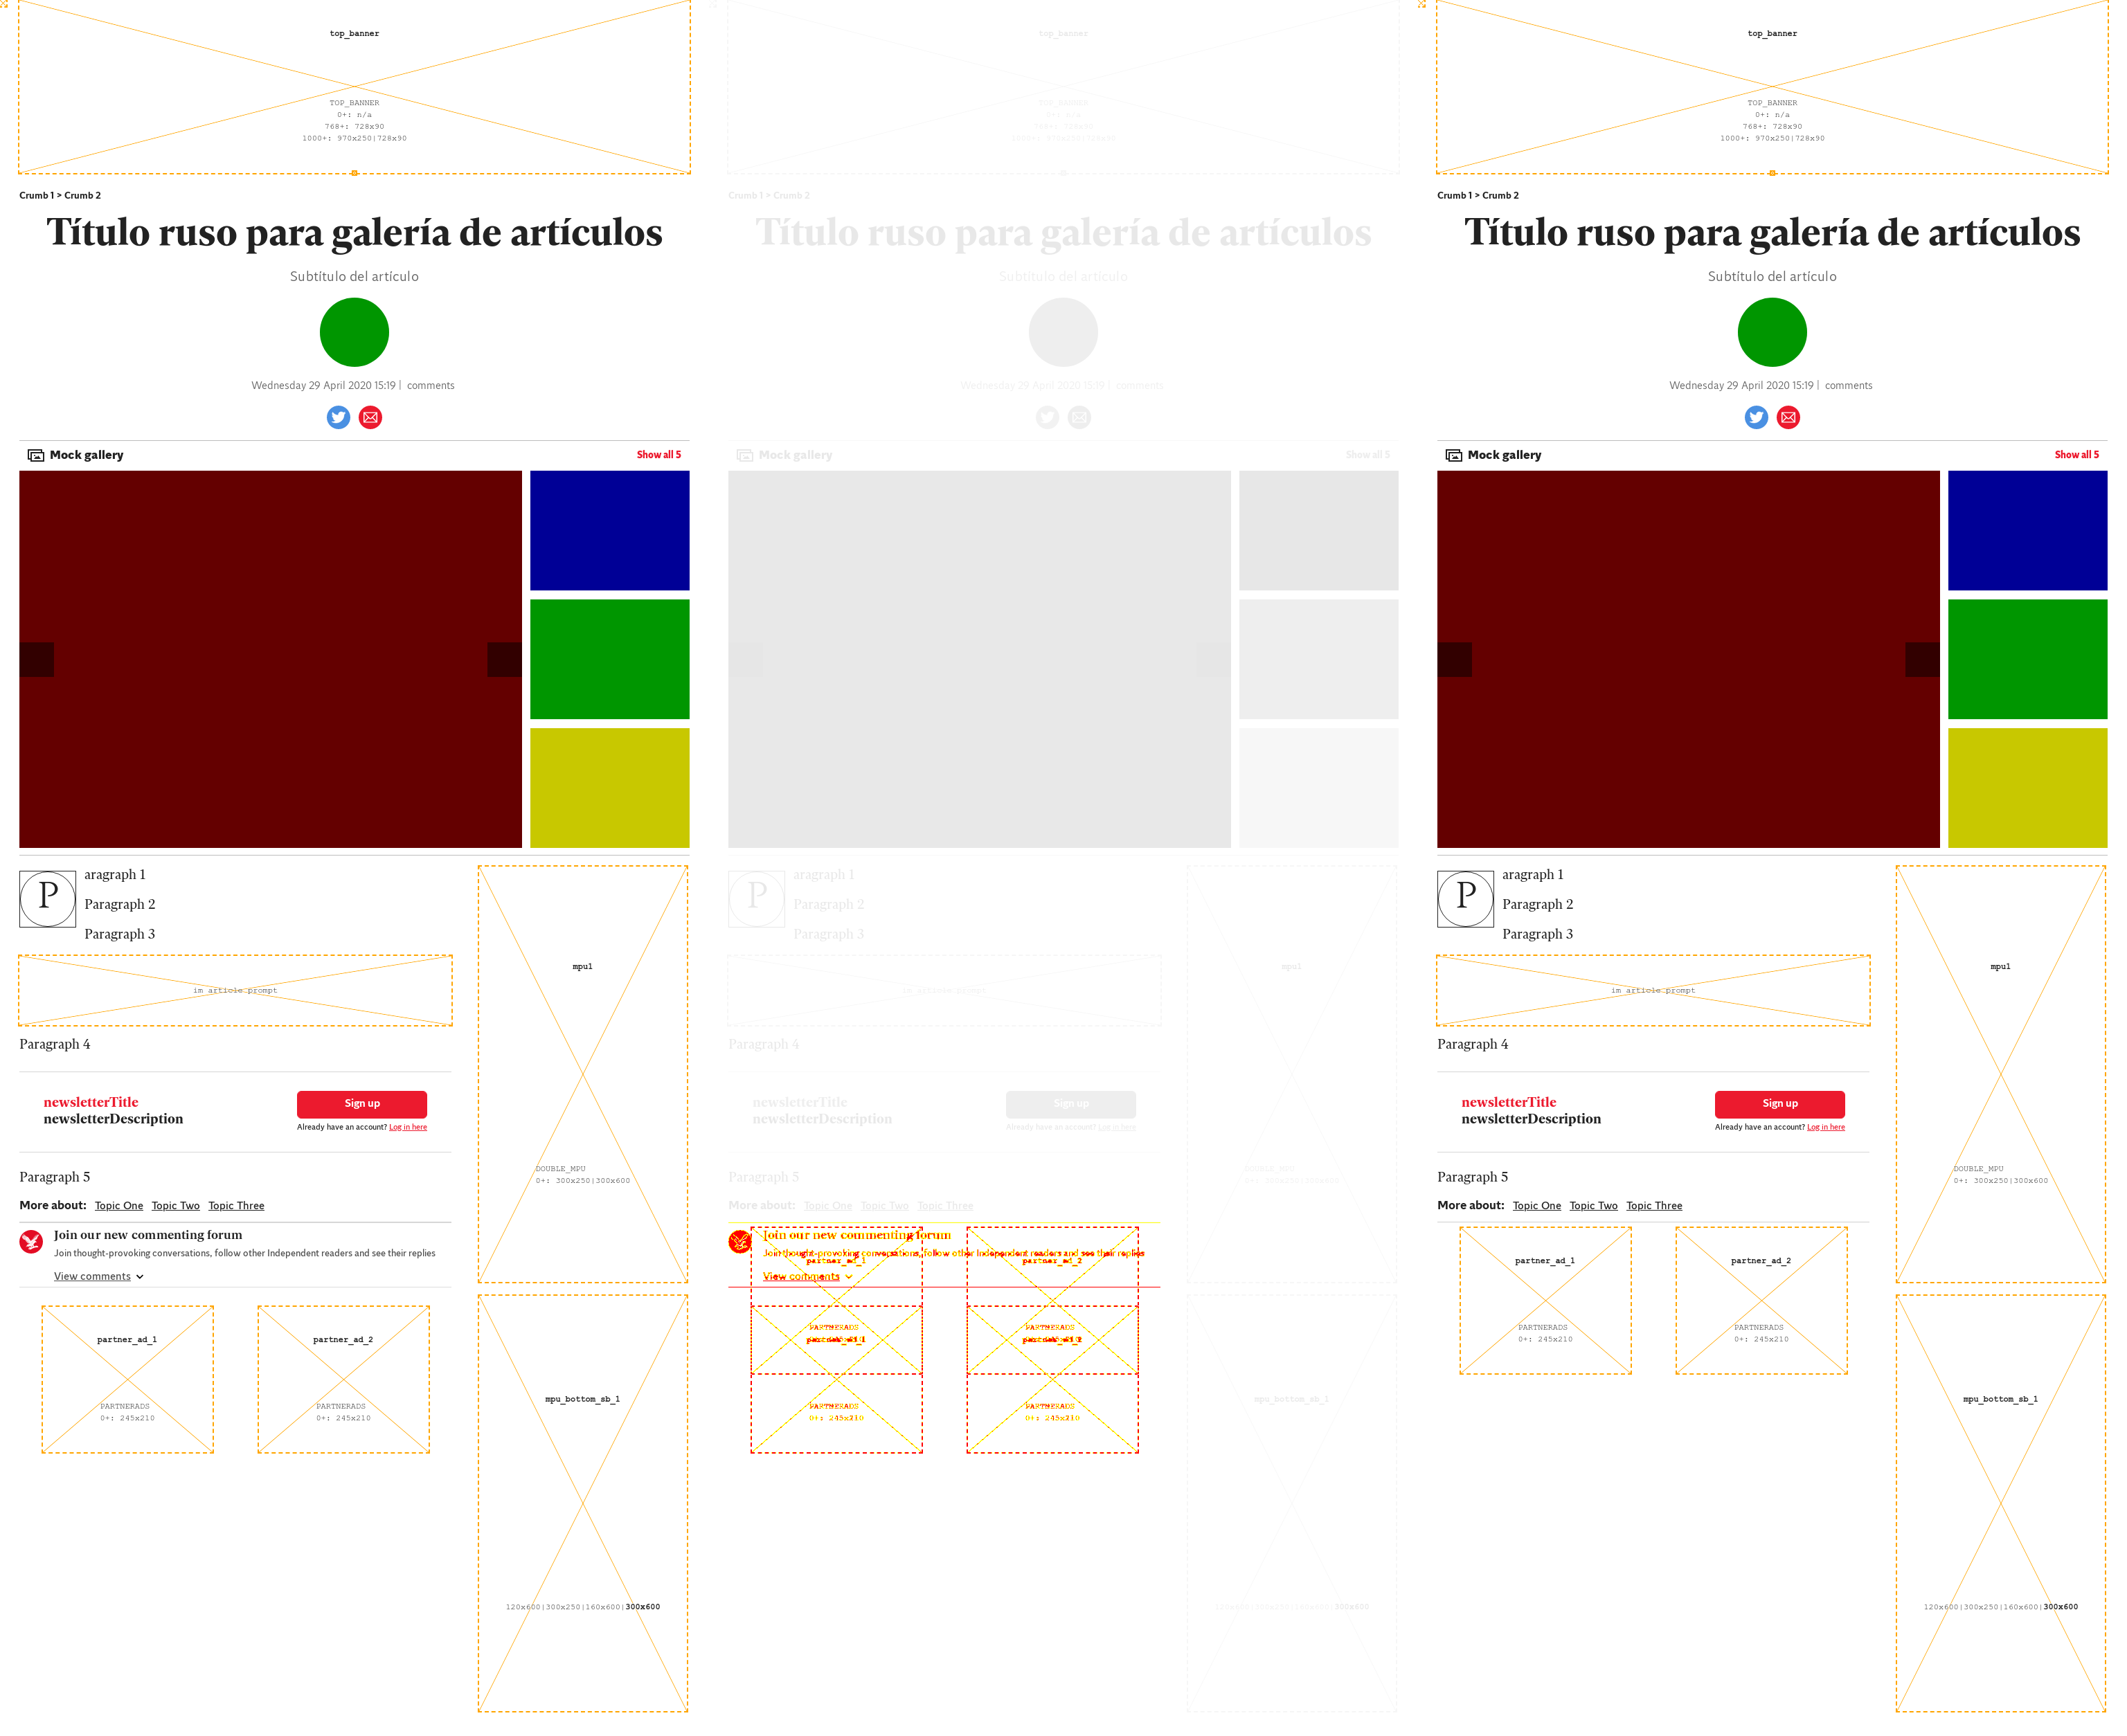 top_banner
TOP_BANNER
0+: n/a
768+: 728x90
1000+: 970x250|728x90
Crumb 1 > Crumb 2
Título ruso para galería de artículos
Subtítulo del artículo
Wednesday 29 April 2020 15:19 | comments
Mock gallery
Show all 5
Paragraph 1
Paragraph 2
Paragraph 3
mpu1
im article prompt
Paragraph 4
newsletterTitle
newsletterDescription
Sign up
Already have an account? Log in here
DOUBLE_MPU
0+: 300x250|300x600
Paragraph 5
More about: Topic One Topic Two Topic Three
Join our new commenting forum
Join thought-provoking conversations, follow other Independent readers and see their replies
View comments
partner_ad_1
partner_ad_2
PARTNERADS
0+: 245x210
PARTNERADS
0+: 245x210
mpu_bottom_sb_1
120x600|300x250|160x600|300x600
top_banner
TOP_BANNER
0+: n/a
768+: 728x90
1000+: 970x250|728x90
Crumb 1 > Crumb 2
Título ruso para galería de artículos
Subtítulo del artículo
Wednesday 29 April 2020 15:19 | comments
Mock gallery
Show all 5
Paragraph 1
Paragraph 2
Paragraph 3
mpu1
im article prompt
Paragraph 4
newsletterTitle
newsletterDescription
Sign up
Already have an account? Log in here
DOUBLE_MPU
0+: 300x250|300x600
Paragraph 5
More about: Topic One Topic Two Topic Three
Join our new commenting forum
Join thought-provoking conversations, follow other Independent readers and see their replies
partner_ad_1
partner_ad_2
View comments
PARTNERADS
PARTNERADS
partner_ad_1
partner_ad_2
PARTNERADS
0+: 245x210
PARTNERADS
0+: 245x210
mpu_bottom_sb_1
120x600|300x250|160x600|300x600
top_banner
TOP_BANNER
0+: n/a
768+: 728x90
1000+: 970x250|728x90
Crumb 1 > Crumb 2
Título ruso para galería de artículos
Subtítulo del artículo
Wednesday 29 April 2020 15:19 | comments
Mock gallery
Show all 5
Paragraph 1
Paragraph 2
Paragraph 3
mpu1
im article prompt
Paragraph 4
newsletterTitle
newsletterDescription
Sign up
Already have an account? Log in here
DOUBLE_MPU
0+: 300x250|300x600
Paragraph 5
More about: Topic One Topic Two Topic Three
partner_ad_1
partner_ad_2
PARTNERADS
0+: 245x210
PARTNERADS
0+: 245x210
mpu_bottom_sb_1
120x600|300x250|160x600|300x600